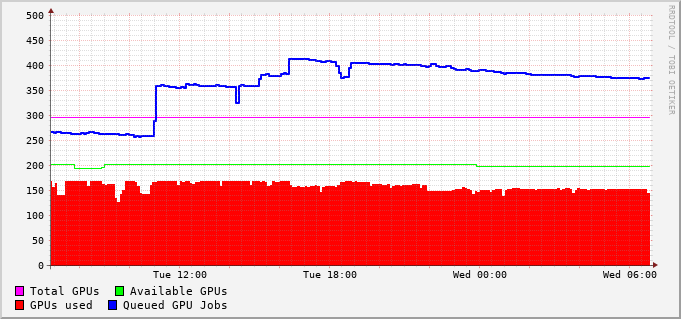 RRDTOOL / TOBI OETIKER
500
450
400
350
300
250
200
150
100
50
0
Tue 12:00 Tue 18:00 Wed 00:00 Wed 06:00
Total GPUs Available GPUs
GPUs used Queued GPU Jobs